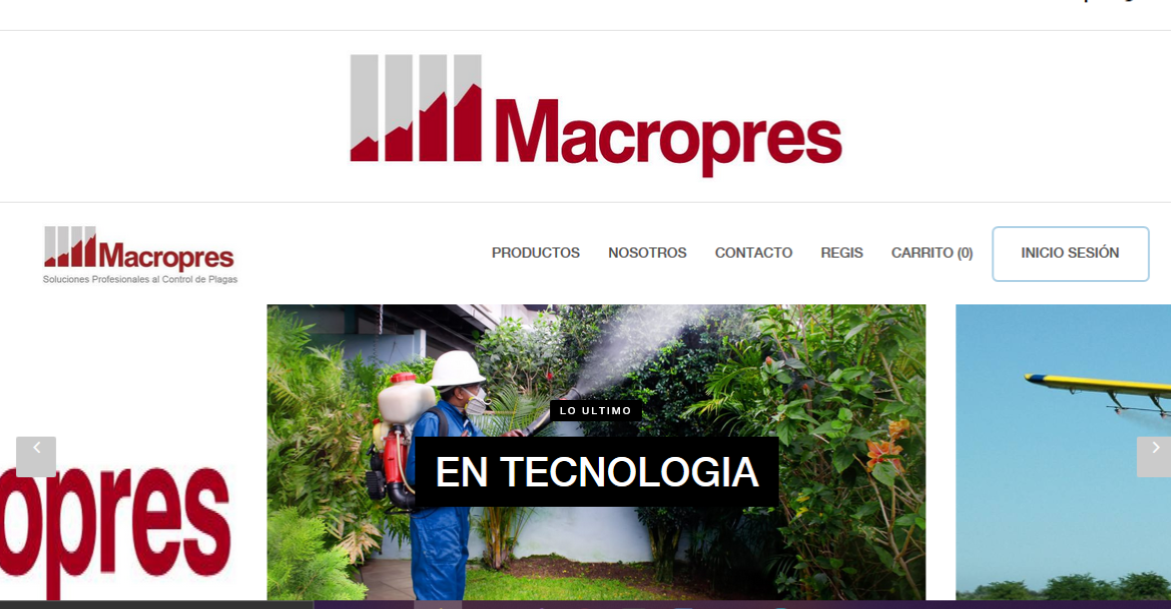 Macropres
Macropres
Soluciones Profesionales al Control de Plagas
PRODUCTOS NOSOTROS CONTACTO REGIS CARRITO (0) INICIO SESIÓN
LO ULTIMO
EN TECNOLOGIA
opres